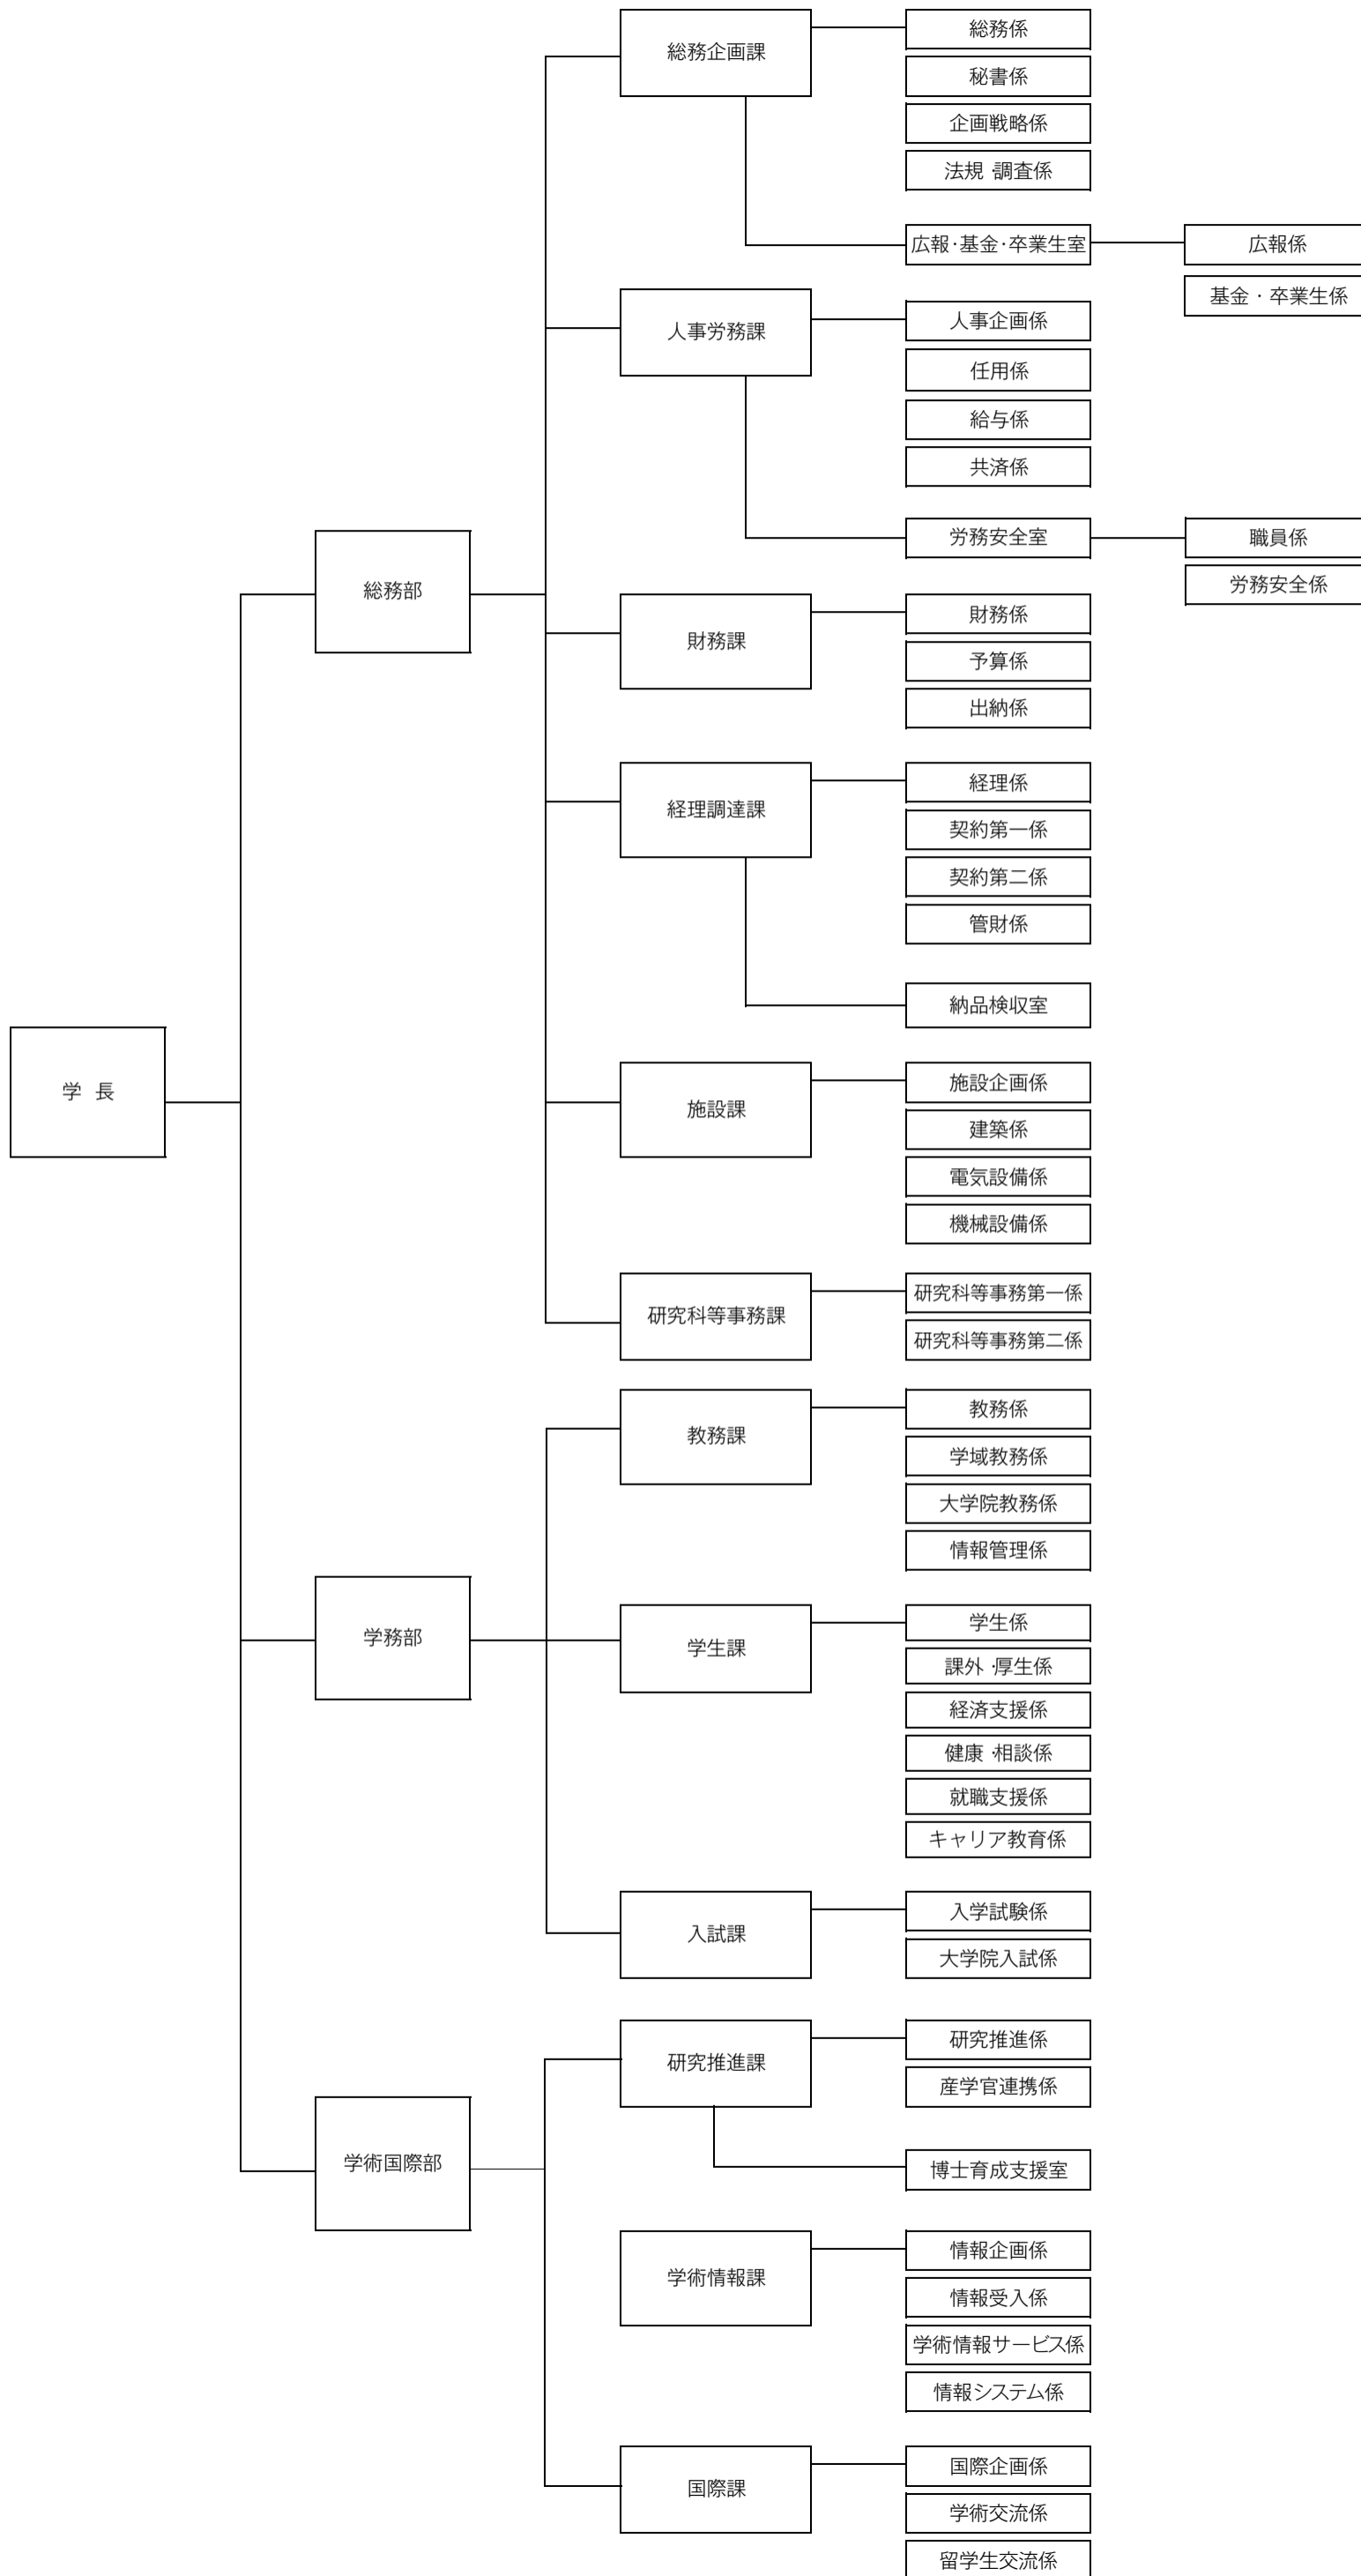 学 長
総務部
総務企画課
総務係
秘書係
企画戦略係
法規・調査係
広報・基金・卒業生室
広報係
基金・卒業生係
人事労務課
人事企画係
任用係
給与係
共済係
労務安全室
職員係
労務安全係
財務課
財務係
予算係
出納係
経理調達課
経理係
契約第一係
契約第二係
管財係
納品検収室
施設課
施設企画係
建築係
電気設備係
機械設備係
研究科等事務課
研究科等事務第一係
研究科等事務第二係
学務部
教務課
教務係
学域教務係
大学院教務係
情報管理係
学生課
学生係
課外・厚生係
経済支援係
健康・相談係
就職支援係
キャリア教育係
入試課
入学試験係
大学院入試係
学術国際部
研究推進課
研究推進係
産学官連携係
博士育成支援室
学術情報課
情報企画係
情報受入係
学術情報サービス係
情報システム係
国際課
国際企画係
学術交流係
留学生交流係